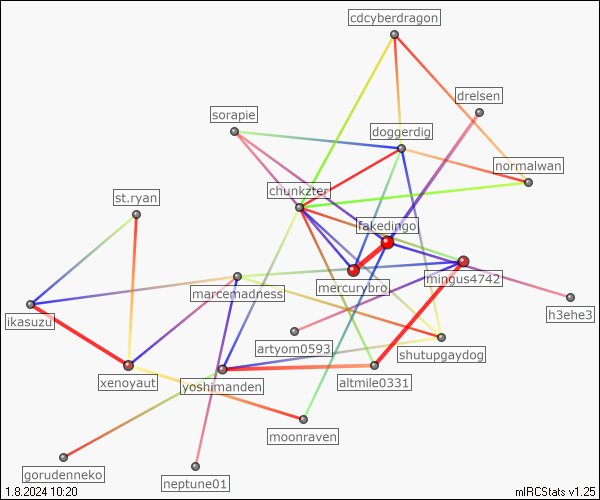 cdcyberdragon
drelsen
sorapie
doggerdig
normalwan
chunkzter
st.ryan
fakedingo
mercurybro
mingus4742
marcemadness
h3ehe3
ikasuzu
artyom0593
shutupgaydog
xenoyaut
yoshimanden
altmile0331
moonraven
gorudenneko
neptune01
1.8.2024 10:20
mIRCStats v1.25